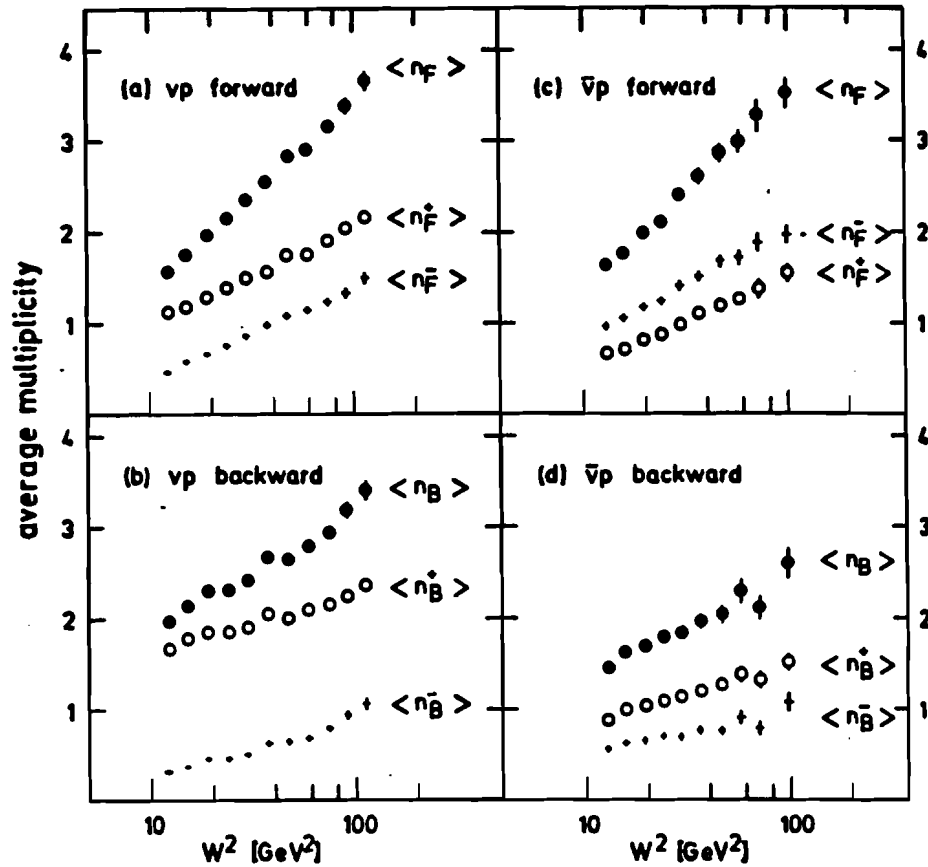 4
3
2
1
(a) νp forward
< n_F >
< n_F^+ >
< n_F^- >
(c) ν̄p forward
< n_F >
< n_F^- >
< n_F^+ >
4
3
2
1
average multiplicity
4
3
2
1
(b) νp backward
< n_B >
< n_B^+ >
< n_B^- >
(d) ν̄p backward
< n_B >
< n_B^+ >
< n_B^- >
4
3
2
1
10 100
W² [GeV²]
10 100
W² [GeV²]